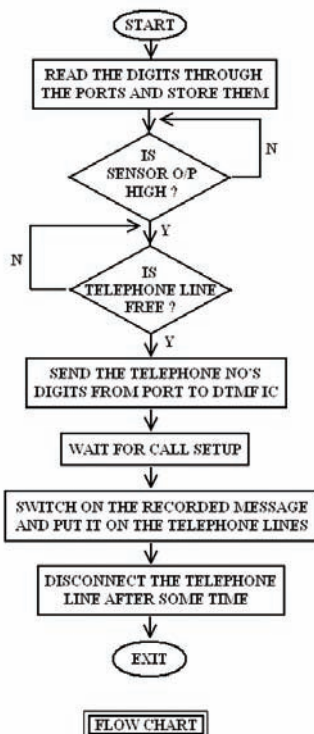 START
READ THE DIGITS THROUGH
THE PORTS AND STORE THEM
IS
SENSOR O/P
HIGH ?
N
Y
IS
TELEPHONE LINE
FREE ?
N
Y
SEND THE TELEPHONE NO'S
DIGITS FROM PORT TO DTMF IC
WAIT FOR CALL SETUP
SWITCH ON THE RECORDED MESSAGE
AND PUT IT ON THE TELEPHONE LINES
DISCONNECT THE TELEPHONE
LINE AFTER SOME TIME
EXIT
FLOW CHART